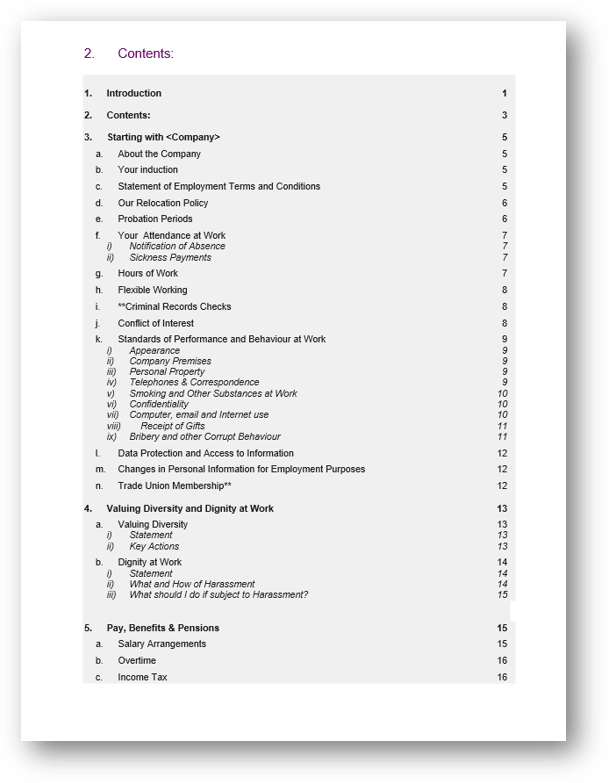 2. Contents:
1. Introduction 1
2. Contents: 3
3. Starting with <Company> 5
a. About the Company 5
b. Your induction 5
c. Statement of Employment Terms and Conditions 5
d. Our Relocation Policy 6
e. Probation Periods 6
f. Your Attendance at Work 7
i) Notification of Absence 7
ii) Sickness Payments 7
g. Hours of Work 7
h. Flexible Working 8
i. **Criminal Records Checks 8
j. Conflict of Interest 8
k. Standards of Performance and Behaviour at Work 9
i) Appearance 9
ii) Company Premises 9
iii) Personal Property 9
iv) Telephones & Correspondence 9
v) Smoking and Other Substances at Work 10
vi) Confidentiality 10
vii) Computer, email and Internet use 10
viii) Receipt of Gifts 11
ix) Bribery and other Corrupt Behaviour 11
l. Data Protection and Access to Information 12
m. Changes in Personal Information for Employment Purposes 12
n. Trade Union Membership** 12
4. Valuing Diversity and Dignity at Work 13
a. Valuing Diversity 13
i) Statement 13
ii) Key Actions 13
b. Dignity at Work 14
i) Statement 14
ii) What and How of Harassment 14
iii) What should I do if subject to Harassment? 15
5. Pay, Benefits & Pensions 15
a. Salary Arrangements 15
b. Overtime 16
c. Income Tax 16